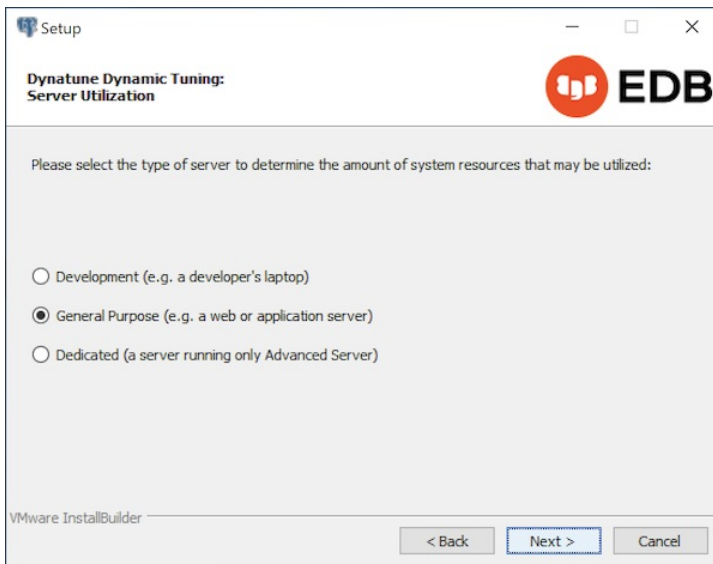 Setup
Dynatune Dynamic Tuning:
Server Utilization
EDB
Please select the type of server to determine the amount of system resources that may be utilized:
Development (e.g. a developer's laptop)
General Purpose (e.g. a web or application server)
Dedicated (a server running only Advanced Server)
VMware InstallBuilder
< Back
Next >
Cancel